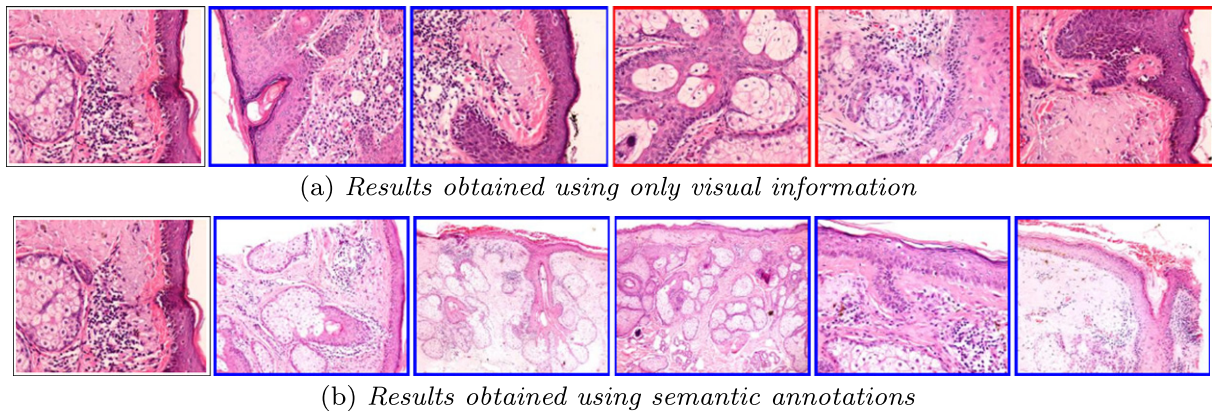 (a) Results obtained using only visual information
(b) Results obtained using semantic annotations